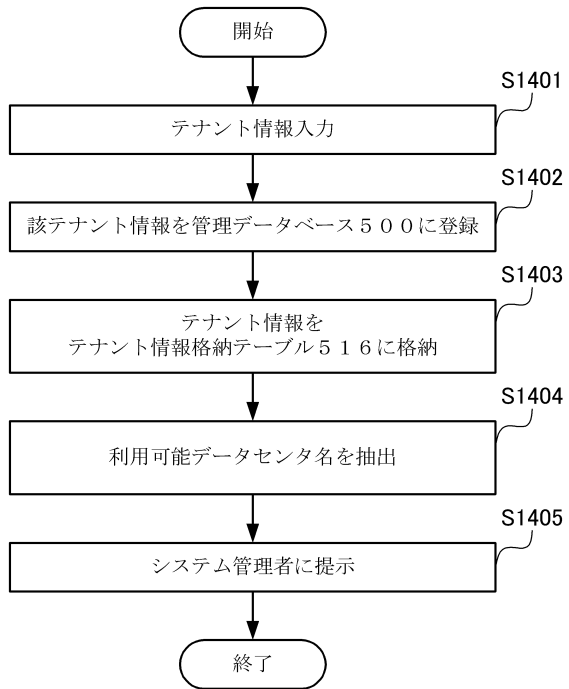 開始
S1401
テナント情報入力
S1402
該テナント情報を管理データベース５００に登録
S1403
テナント情報を
テナント情報格納テーブル５１６に格納
S1404
利用可能データセンタ名を抽出
S1405
システム管理者に提示
終了